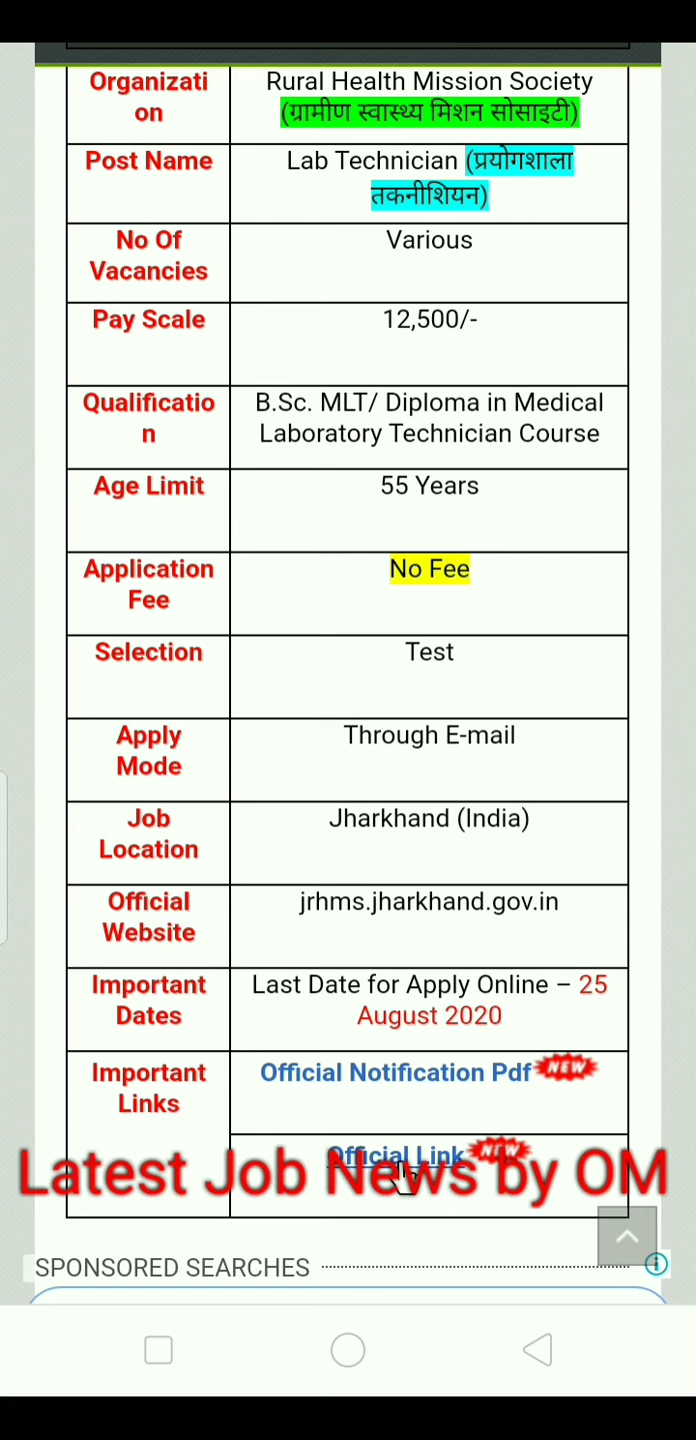 Organizati
on
Rural Health Mission Society
(ग्रामीण स्वास्थ्य मिशन सोसाइटी)
Post Name
Lab Technician (प्रयोगशाला
तकनीशियन)
No Of
Vacancies
Various
Pay Scale
12,500/-
Qualificatio
n
B.Sc. MLT/ Diploma in Medical
Laboratory Technician Course
Age Limit
55 Years
Application
Fee
No Fee
Selection
Test
Apply
Mode
Through E-mail
Job
Location
Jharkhand (India)
Official
Website
jrhms.jharkhand.gov.in
Important
Dates
Last Date for Apply Online – 25
August 2020
Important
Links
Official Notification Pdf NEW
Official Link NEW
Latest Job News by OM
SPONSORED SEARCHES